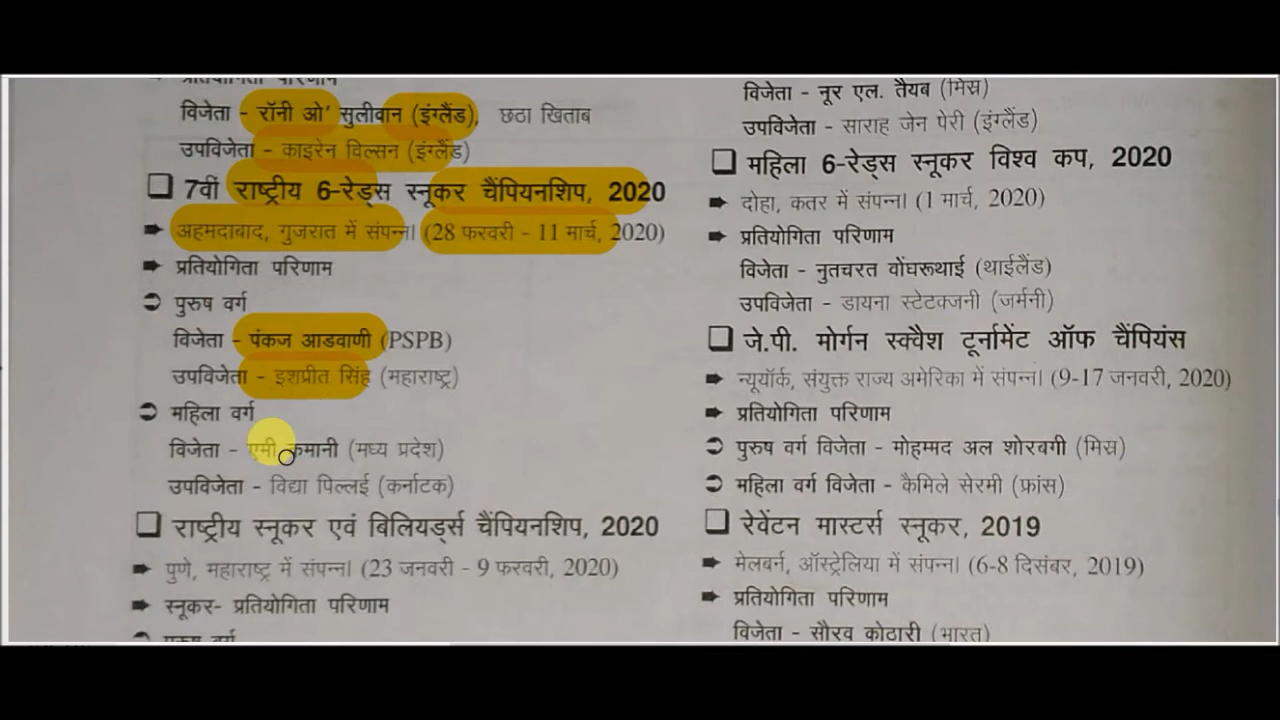 प्रतियोगिता परिणाम
विजेता - रॉनी ओ' सुलीवान (इंग्लैंड), छठा खिताब
उपविजेता - काइरेन विल्सन (इंग्लैंड)
❑ 7वीं राष्ट्रीय 6-रेड्स स्नूकर चैंपियनशिप, 2020
➡ अहमदाबाद, गुजरात में संपन्न। (28 फरवरी - 11 मार्च, 2020)
➡ प्रतियोगिता परिणाम
➲ पुरुष वर्ग
विजेता - पंकज आडवाणी (PSPB)
उपविजेता - इशप्रीत सिंह (महाराष्ट्र)
➲ महिला वर्ग
विजेता - एमी कमानी (मध्य प्रदेश)
उपविजेता - विद्या पिल्लई (कर्नाटक)
❑ राष्ट्रीय स्नूकर एवं बिलियर्ड्स चैंपियनशिप, 2020
➡ पुणे, महाराष्ट्र में संपन्न। (23 जनवरी - 9 फरवरी, 2020)
➡ स्नूकर- प्रतियोगिता परिणाम
➲ पुरुष वर्ग
विजेता - नूर एल. तैयब (मिस्र)
उपविजेता - साराह जेन पेरी (इंग्लैंड)
❑ महिला 6-रेड्स स्नूकर विश्व कप, 2020
➡ दोहा, कतर में संपन्न। (1 मार्च, 2020)
➡ प्रतियोगिता परिणाम
विजेता - नुतचरत वोंघरूथाई (थाईलैंड)
उपविजेता - डायना स्टेटक्जनी (जर्मनी)
❑ जे.पी. मोर्गन स्क्वैश टूर्नामेंट ऑफ चैंपियंस
➡ न्यूयॉर्क, संयुक्त राज्य अमेरिका में संपन्न। (9-17 जनवरी, 2020)
➡ प्रतियोगिता परिणाम
➲ पुरुष वर्ग विजेता - मोहम्मद अल शोरबगी (मिस्र)
➲ महिला वर्ग विजेता - कैमिले सेरमी (फ्रांस)
❑ रेवेंटन मास्टर्स स्नूकर, 2019
➡ मेलबर्न, ऑस्ट्रेलिया में संपन्न। (6-8 दिसंबर, 2019)
➡ प्रतियोगिता परिणाम
विजेता - सौरव कोठारी (भारत)